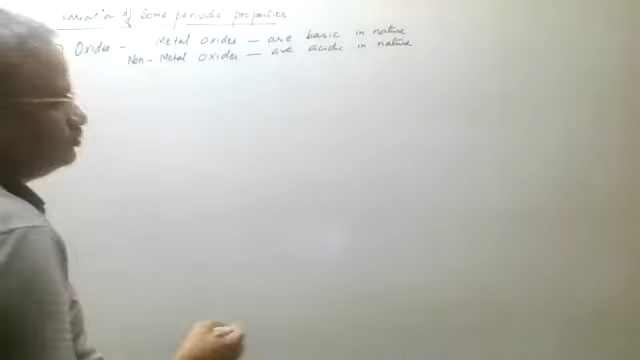 variation of some periodic properties
Oxides - Metal oxides — are basic in nature
Non-Metal oxides — are acidic in nature